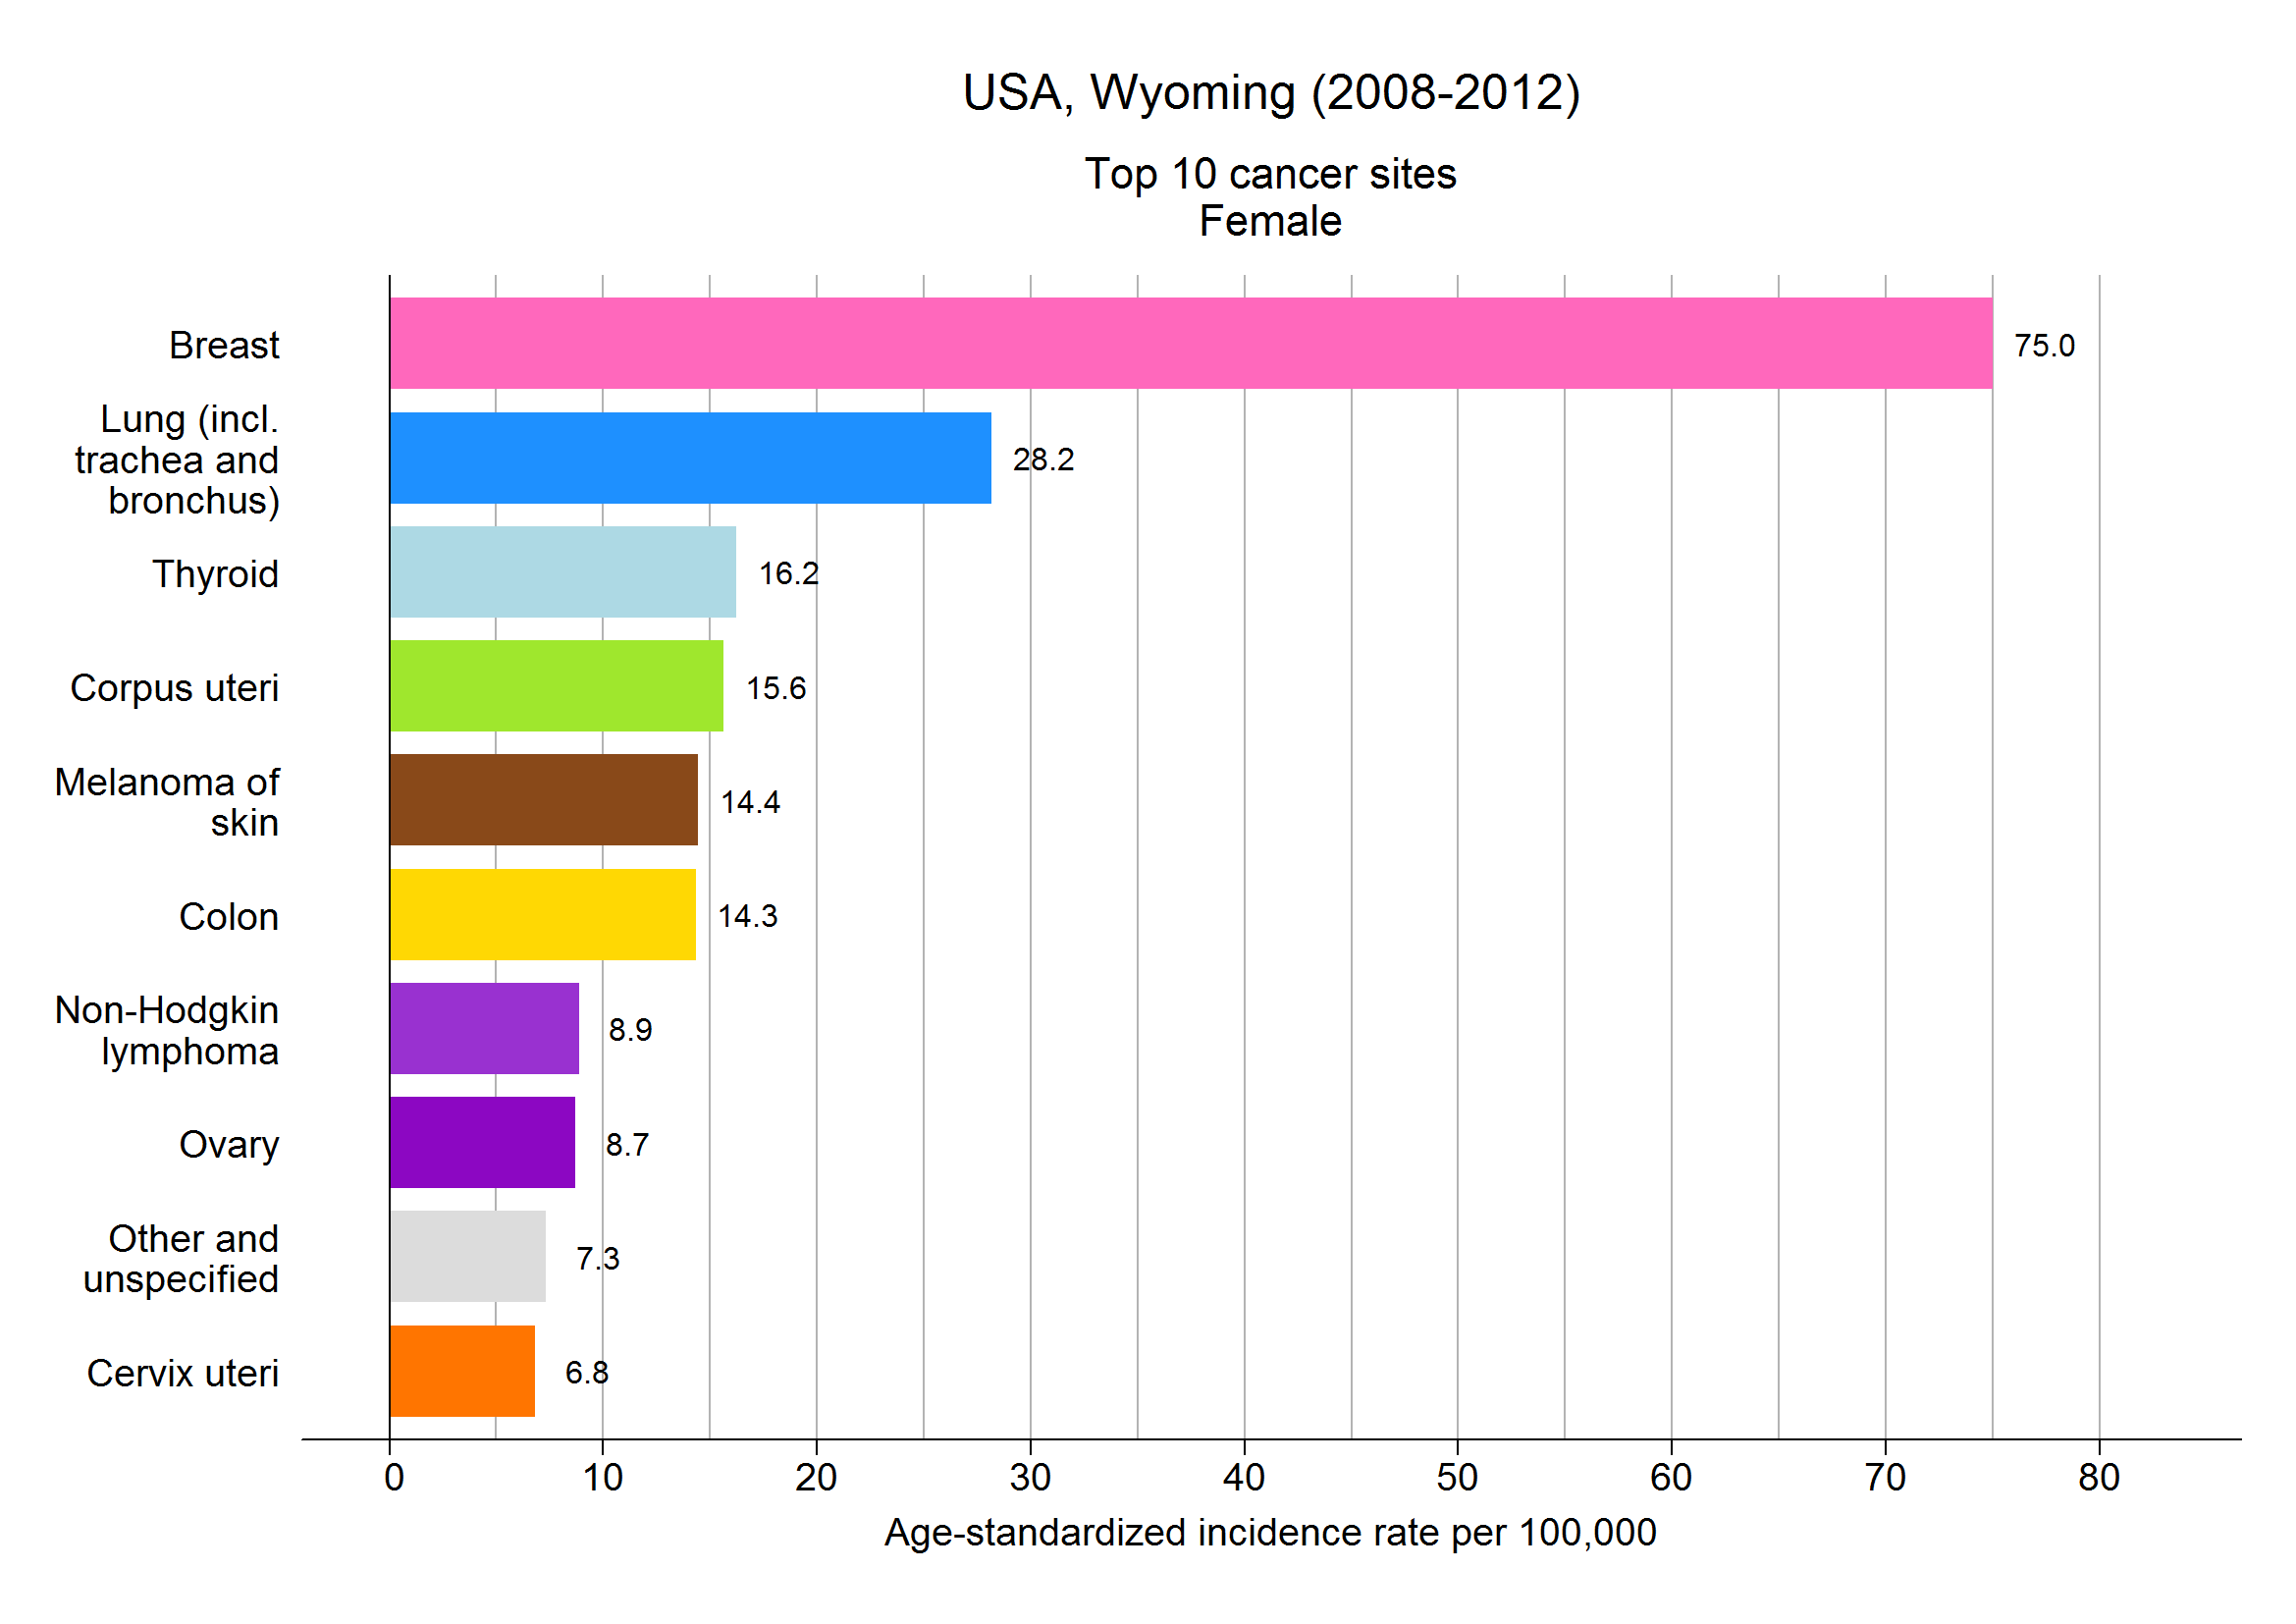 USA, Wyoming (2008-2012)
Top 10 cancer sites
Female
Breast
75.0
Lung (incl.
trachea and
bronchus)
28.2
Thyroid
16.2
Corpus uteri
15.6
Melanoma of
skin
14.4
Colon
14.3
Non-Hodgkin
lymphoma
8.9
Ovary
8.7
Other and
unspecified
7.3
Cervix uteri
6.8
0 10 20 30 40 50 60 70 80
Age-standardized incidence rate per 100,000